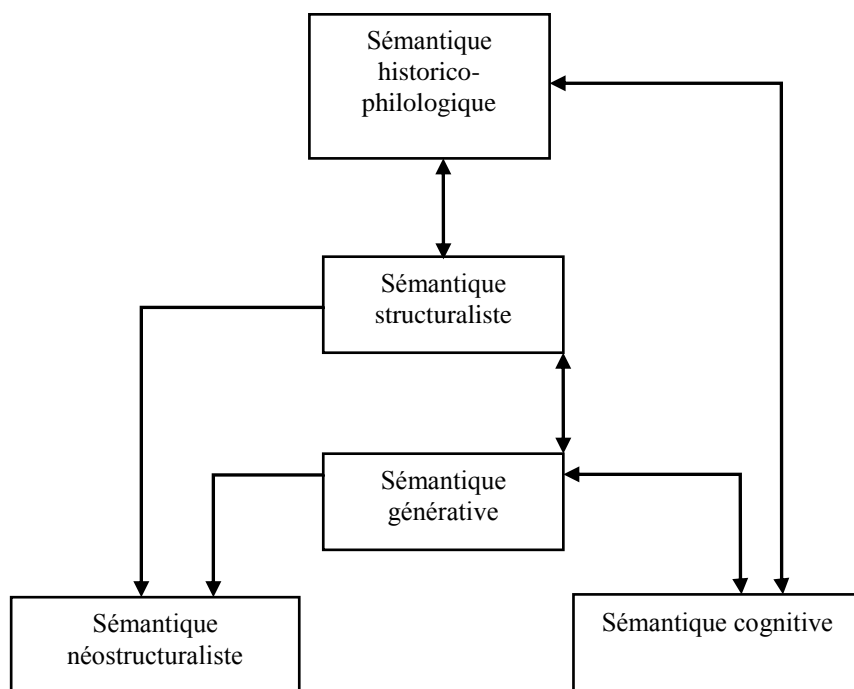 Sémantique
historico-
philologique
Sémantique
structuraliste
Sémantique
générative
Sémantique
néostructuraliste
Sémantique cognitive